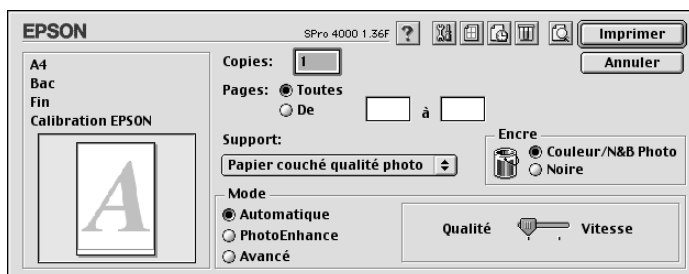 EPSON
SPro 4000 1.36F
?
Imprimer
Annuler
A4
Bac
Fin
Calibration EPSON
A
Copies: 1
Pages: Toutes
De à
Support:
Papier couché qualité photo
Encre
Couleur/N&B Photo
Noire
Mode
Automatique
PhotoEnhance
Avancé
Qualité Vitesse